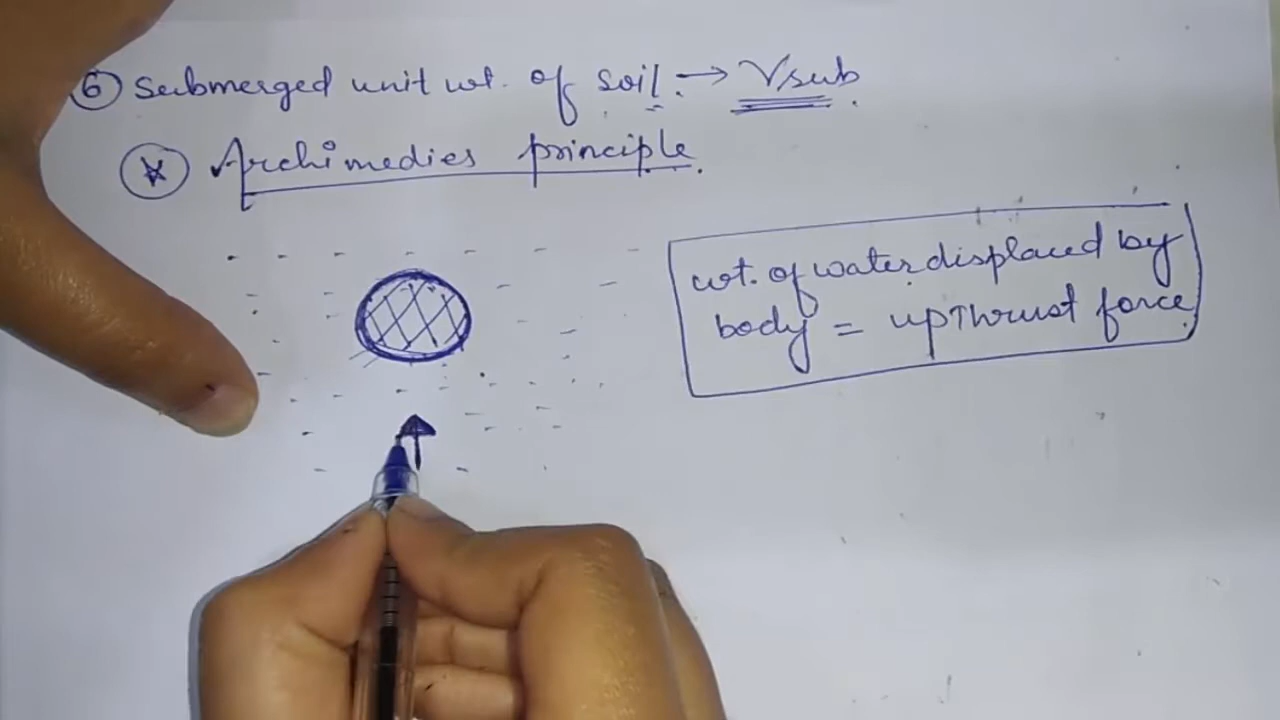 6 Submerged unit wt. of soil. → γsub.
* Archimedies principle.
wt. of water displaced by
body = upthrust force.